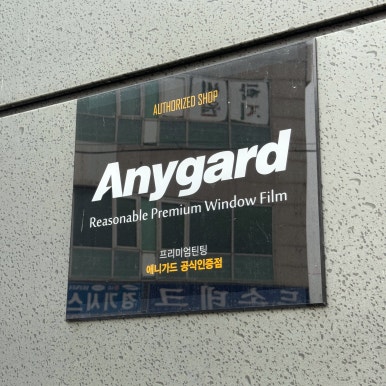 AUTHORIZED SHOP
Anygard
Reasonable Premium Window Film
프리미엄틴팅
애니가드 공식인증점